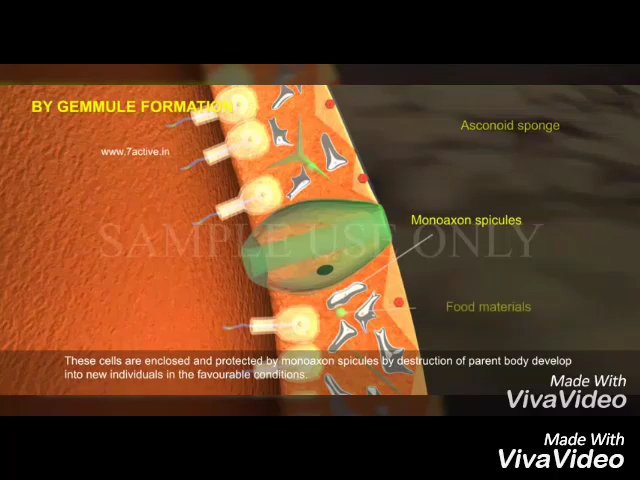 BY GEMMULE FORMATION
Asconoid sponge
www.7active.in
Monoaxon spicules
SAMPLE USE ONLY
Food materials
These cells are enclosed and protected by monoaxon spicules by destruction of parent body develop
into new individuals in the favourable conditions.
Made With
VivaVideo
Made With
VivaVideo